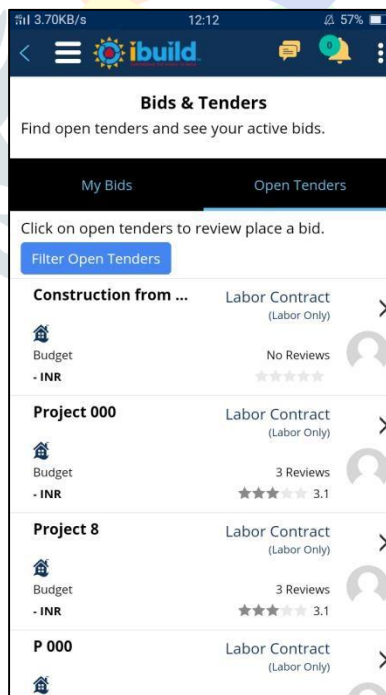 3.70KB/s 12:12 57%
ibuild
0
Bids & Tenders
Find open tenders and see your active bids.
My Bids Open Tenders
Click on open tenders to review place a bid.
Filter Open Tenders
Construction from ... Labor Contract
(Labor Only)
Budget No Reviews
- INR
Project 000 Labor Contract
(Labor Only)
Budget 3 Reviews
- INR 3.1
Project 8 Labor Contract
(Labor Only)
Budget 3 Reviews
- INR 3.1
P 000 Labor Contract
(Labor Only)